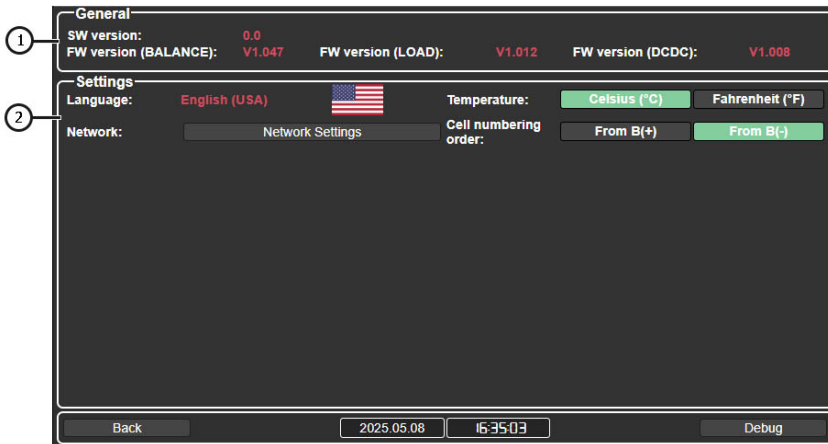 General
1
SW version: 0.0
FW version (BALANCE): V1.047 FW version (LOAD): V1.012 FW version (DCDC): V1.008
Settings
2
Language: English (USA) Temperature: Celsius (°C) Fahrenheit (°F)
Network: Network Settings Cell numbering order: From B(+) From B(-)
Back 2025.05.08 16:35:03 Debug